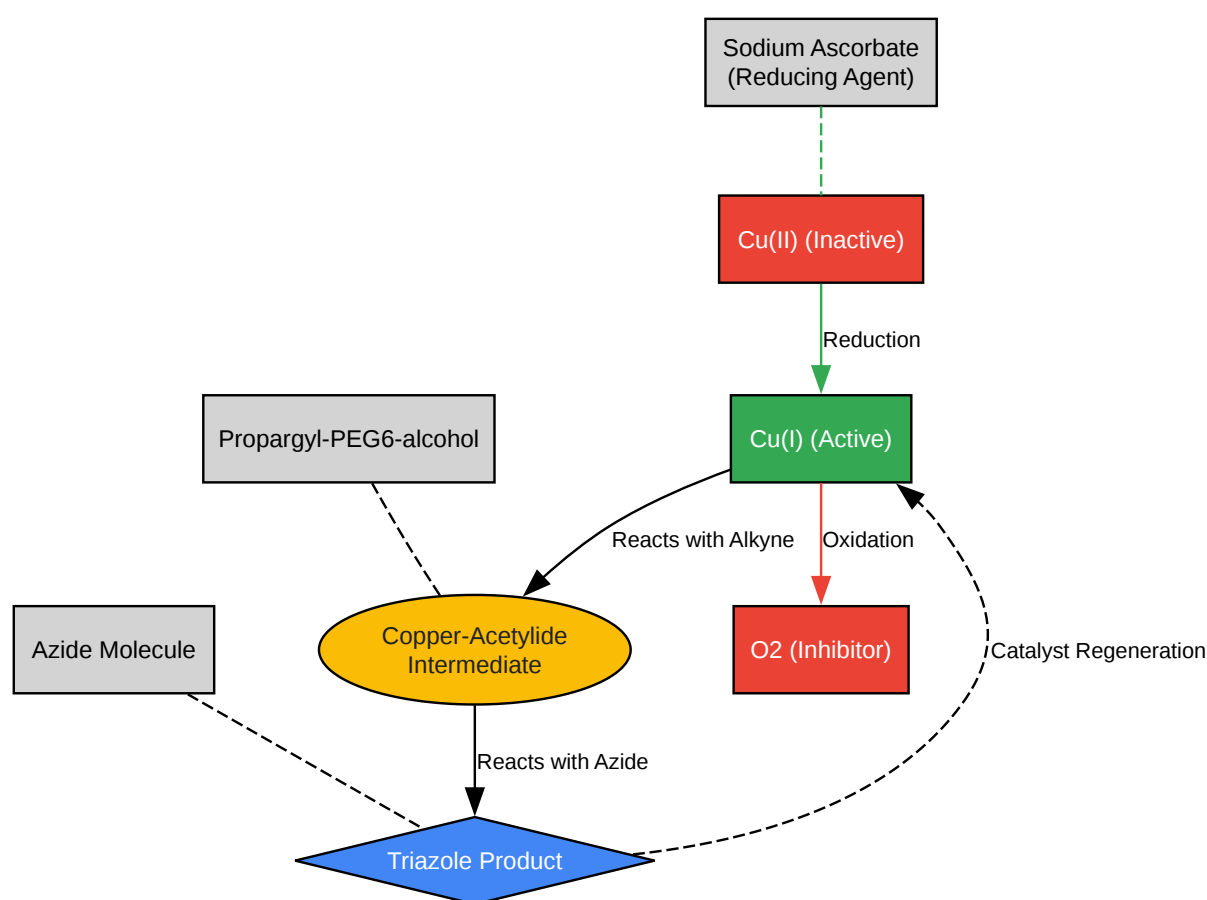 Sodium Ascorbate
(Reducing Agent)
Cu(II) (Inactive)
Reduction
Propargyl-PEG6-alcohol
Cu(I) (Active)
Reacts with Alkyne
Oxidation
Azide Molecule
Copper-Acetylide
Intermediate
O2 (Inhibitor)
Catalyst Regeneration
Reacts with Azide
Triazole Product